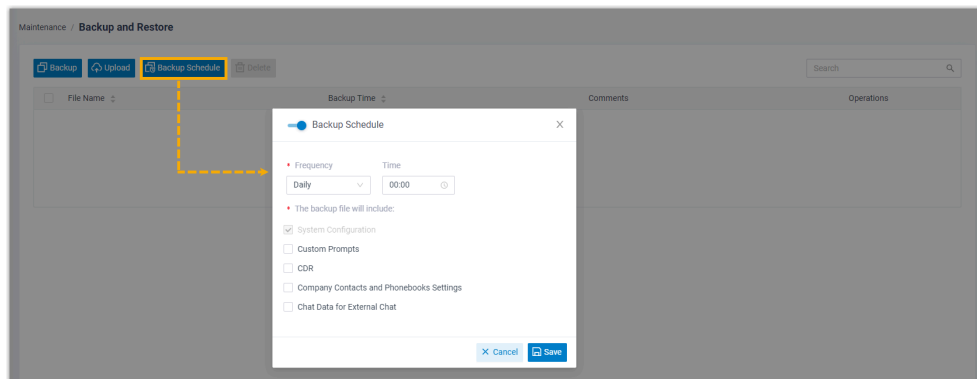 Maintenance / Backup and Restore
Backup Upload Backup Schedule Delete Search
File Name Backup Time Comments Operations
Backup Schedule
* Frequency Time
Daily 00:00
* The backup file will include:
System Configuration
Custom Prompts
CDR
Company Contacts and Phonebooks Settings
Chat Data for External Chat
Cancel Save